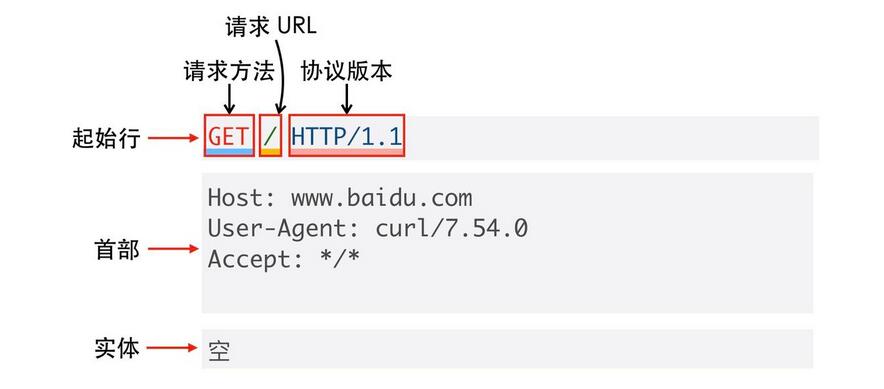 请求 URL
请求方法 协议版本
起始行 GET / HTTP/1.1
Host: www.baidu.com
User-Agent: curl/7.54.0
首部
Accept: */*
实体 空